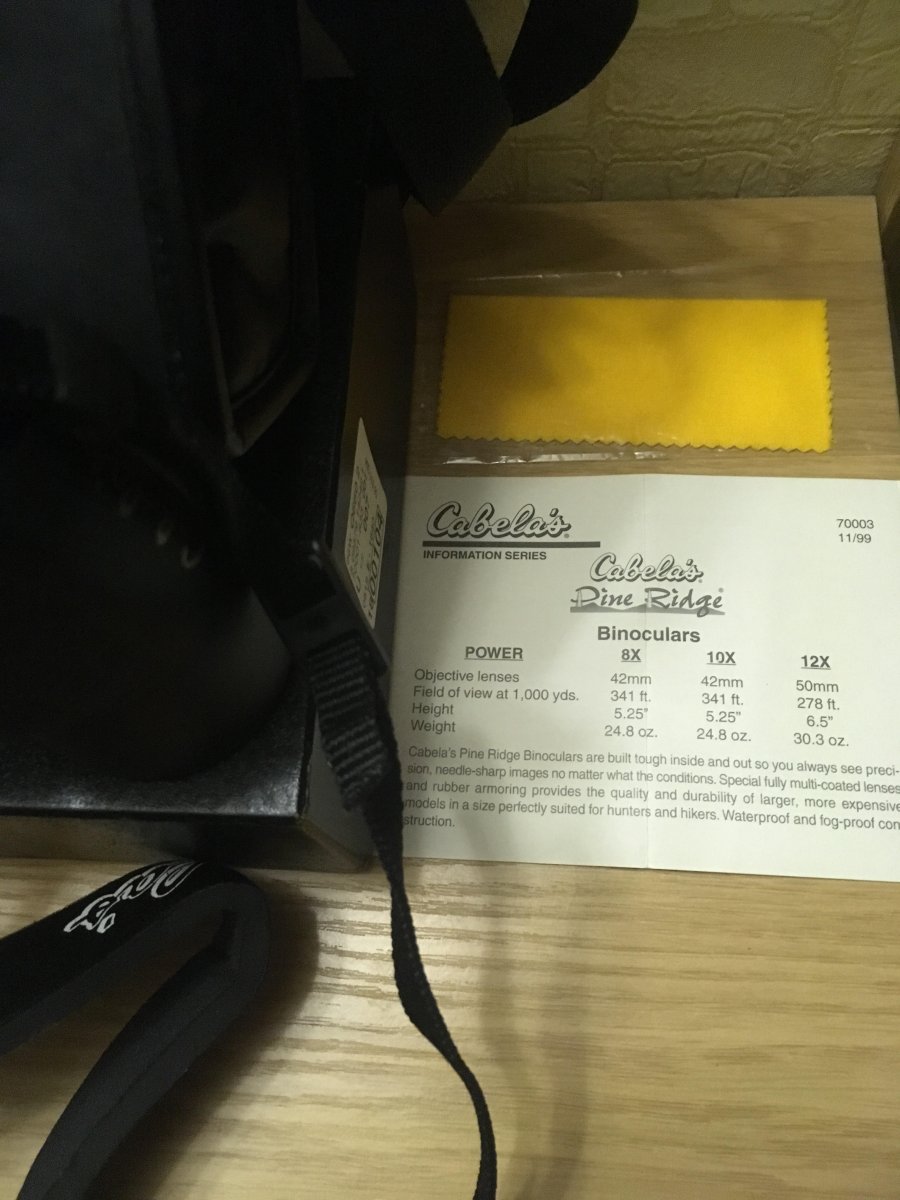 Cabela's
INFORMATION SERIES
70003
11/99
Cabela's
Pine Ridge
Binoculars
POWER 8X 10X 12X
Objective lenses 42mm 42mm 50mm
Field of view at 1,000 yds. 341 ft. 341 ft. 278 ft.
Height 5.25" 5.25" 6.5"
Weight 24.8 oz. 24.8 oz. 30.3 oz.
Cabela's Pine Ridge Binoculars are built tough inside and out so you always see preci-
sion, needle-sharp images no matter what the conditions. Special fully multi-coated lenses
and rubber armoring provides the quality and durability of larger, more expensive
models in a size perfectly suited for hunters and hikers. Waterproof and fog-proof con-
struction.